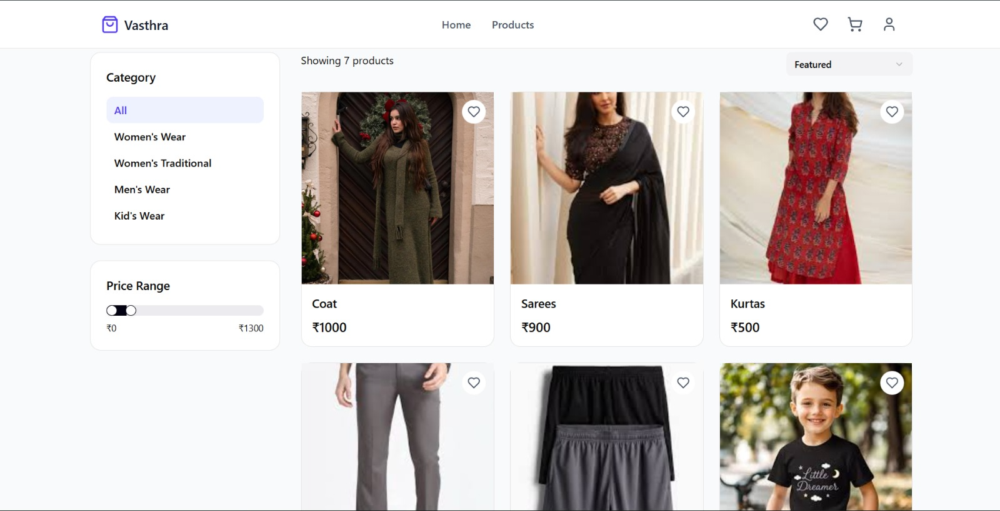 Vasthra
Home
Products
Category
All
Women's Wear
Women's Traditional
Men's Wear
Kid's Wear
Price Range
₹0
₹1300
Showing 7 products
Featured
Coat
₹1000
Sarees
₹900
Kurtas
₹500
Little
Dreamer